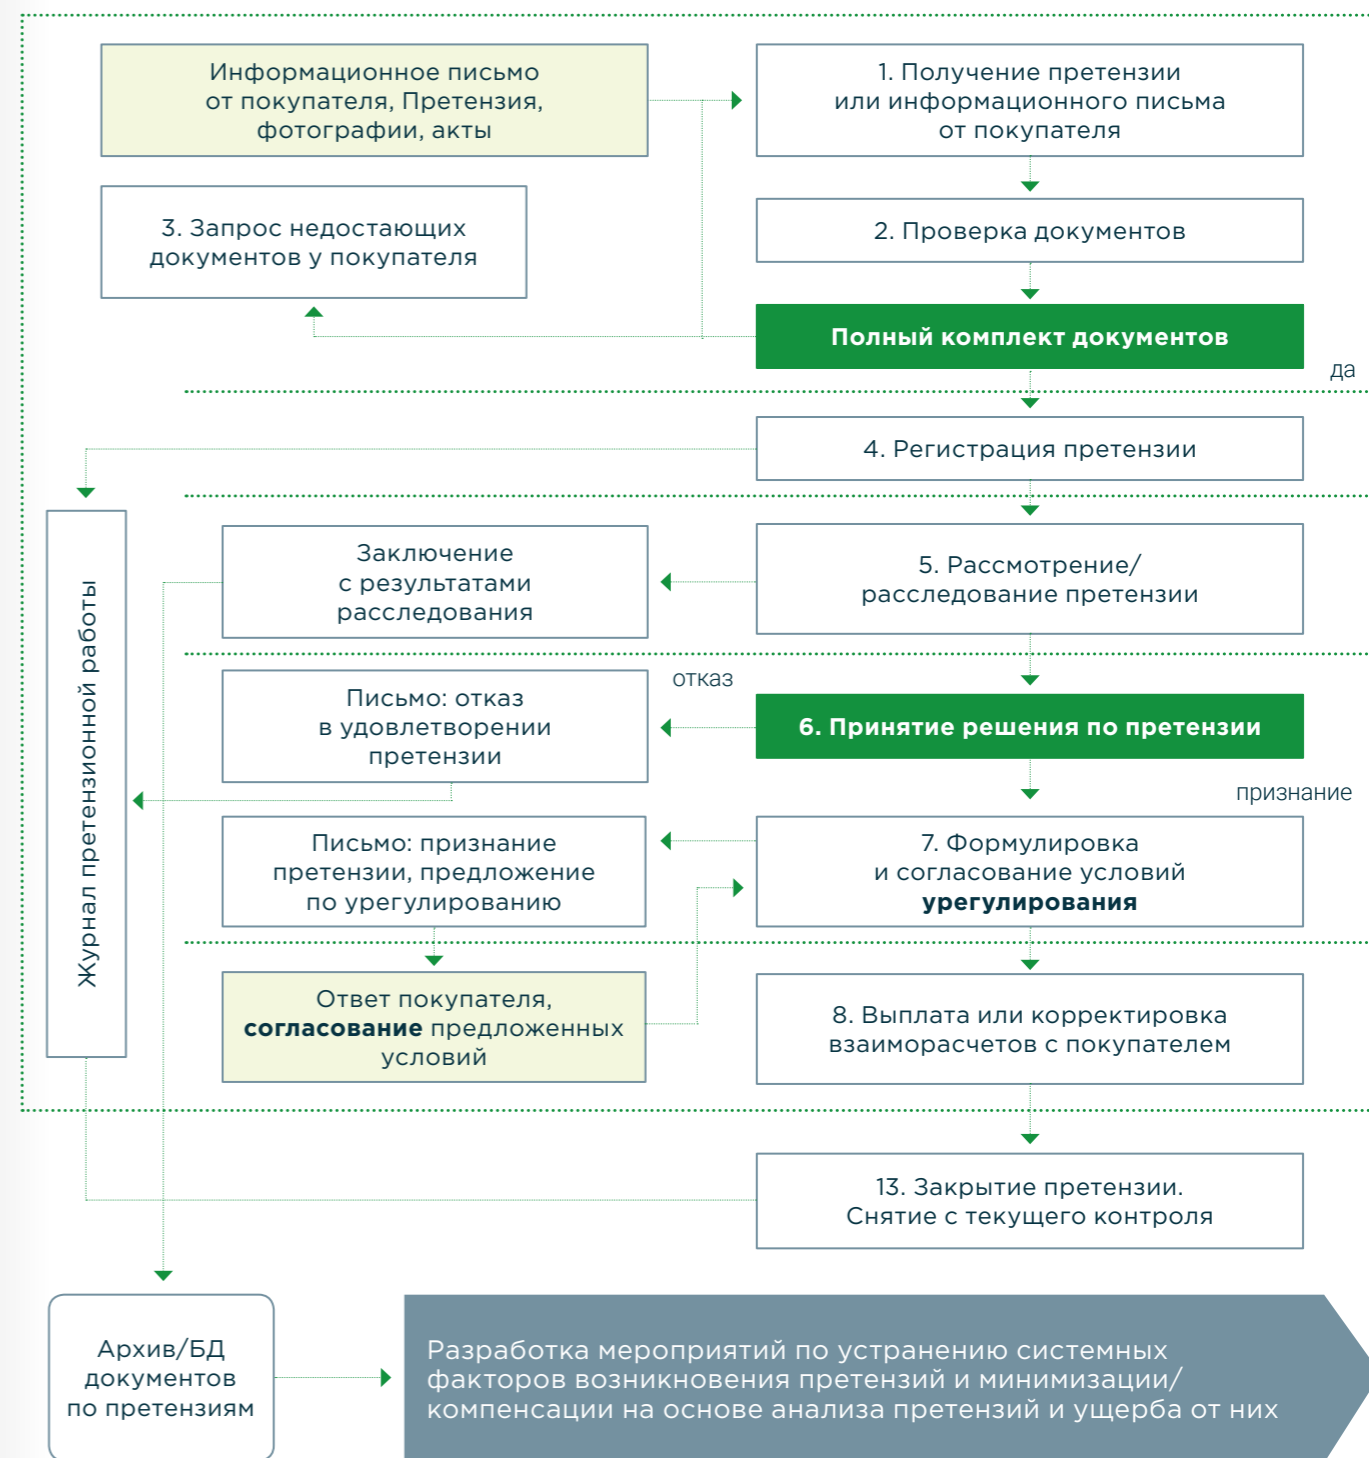 Информационное письмо
от покупателя, Претензия,
фотографии, акты
1. Получение претензии
или информационного письма
от покупателя
3. Запрос недостающих
документов у покупателя
2. Проверка документов
Полный комплект документов
да
4. Регистрация претензии
Журнал претензионной работы
Заключение
с результатами
расследования
5. Рассмотрение/
расследование претензии
отказ
Письмо: отказ
в удовлетворении
претензии
6. Принятие решения по претензии
признание
Письмо: признание
претензии, предложение
по урегулированию
7. Формулировка
и согласование условий
урегулирования
Ответ покупателя,
согласование предложенных
условий
8. Выплата или корректировка
взаиморасчетов с покупателем
13. Закрытие претензии.
Снятие с текущего контроля
Архив/БД
документов
по претензиям
Разработка мероприятий по устранению системных
факторов возникновения претензий и минимизации/
компенсации на основе анализа претензий и ущерба от них